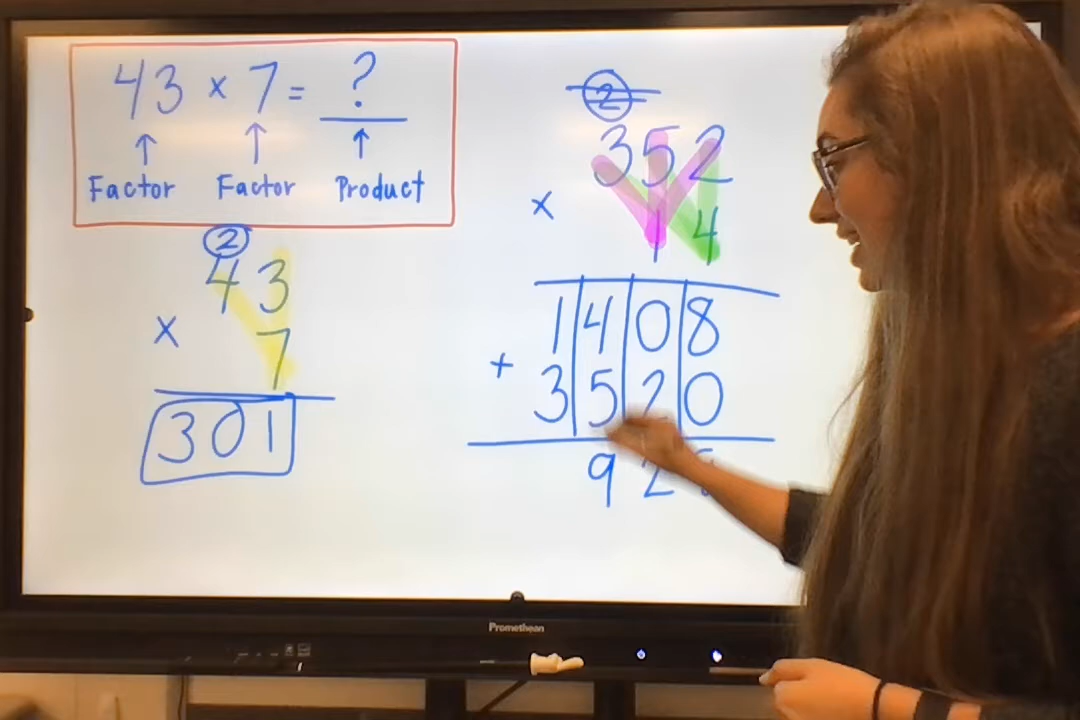 43 × 7 = ?
↑ ↑ ↑
Factor Factor Product
2
43
× 7
301
2
352
× 14
1408
+ 3520
92
Promethean